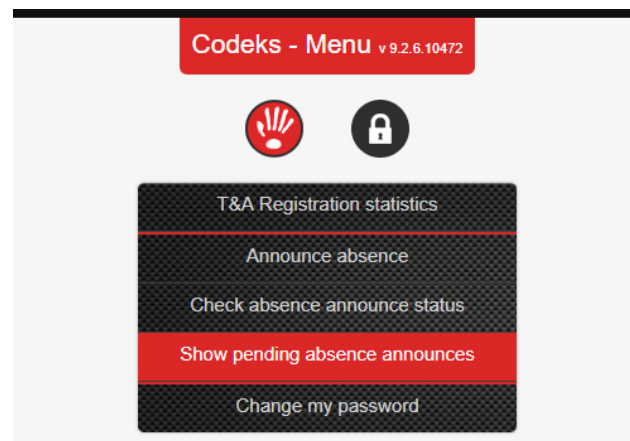 Codeks - Menu v 9.2.6.10472
T&A Registration statistics
Announce absence
Check absence announce status
Show pending absence announces
Change my password